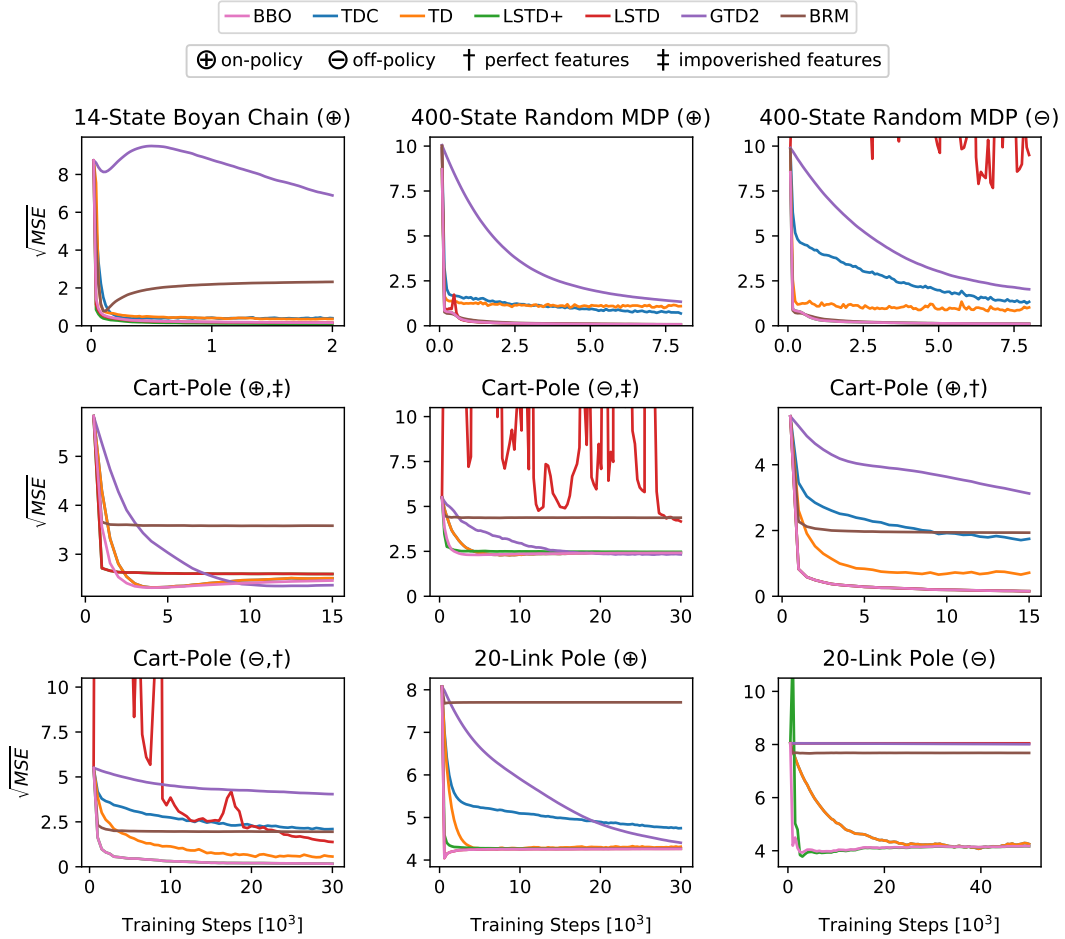 BBO TDC TD LSTD+ LSTD GTD2 BRM
⊕ on-policy ⊖ off-policy † perfect features ‡ impoverished features
14-State Boyan Chain (⊕)
√MSE
8
6
4
2
0
0 1 2
400-State Random MDP (⊕)
10.0
7.5
5.0
2.5
0
0.0 2.5 5.0 7.5
400-State Random MDP (⊖)
10
7.5
5.0
2.5
0
0.0 2.5 5.0 7.5
Cart-Pole (⊕,‡)
√MSE
5
4
3
0 5 10 15
Cart-Pole (⊖,‡)
10
7.5
5.0
2.5
0
0 10 20 30
Cart-Pole (⊕,†)
4
2
0
0 5 10 15
Cart-Pole (⊖,†)
√MSE
10
7.5
5.0
2.5
0
0 10 20 30
Training Steps [10³]
20-Link Pole (⊕)
8
7
6
5
4
0 10 20 30
Training Steps [10³]
20-Link Pole (⊖)
10
8
6
4
0 20 40
Training Steps [10³]